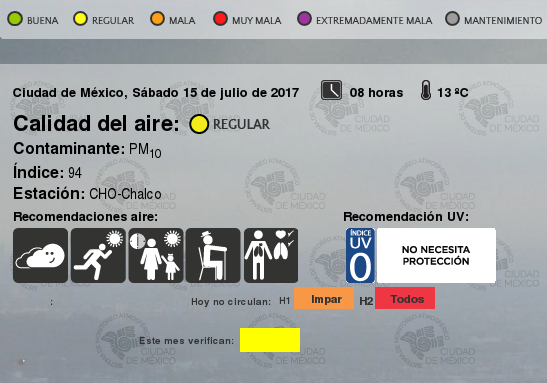 BUENA REGULAR MALA MUY MALA EXTREMADAMENTE MALA MANTENIMIENTO
Ciudad de México, Sábado 15 de julio de 2017 08 horas 13 ºC
Calidad del aire: REGULAR
Contaminante: PM10
Índice: 94
Estación: CHO-Chalco
Recomendaciones aire: Recomendación UV:
ÍNDICE UV 0 NO NECESITA
PROTECCIÓN
: Hoy no circulan: H1 Impar H2 Todos
Este mes verifican: